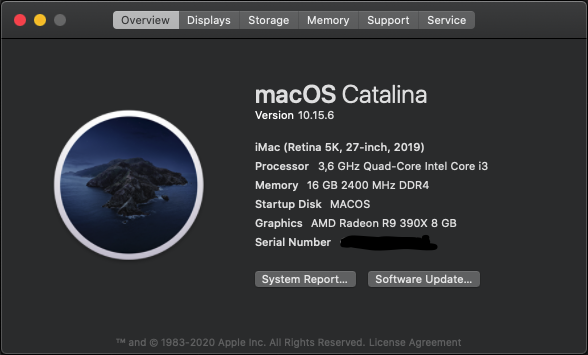 Overview Displays Storage Memory Support Service
macOS Catalina
Version 10.15.6
iMac (Retina 5K, 27-inch, 2019)
Processor 3,6 GHz Quad-Core Intel Core i3
Memory 16 GB 2400 MHz DDR4
Startup Disk MACOS
Graphics AMD Radeon R9 390X 8 GB
Serial Number
System Report... Software Update...
™ and © 1983-2020 Apple Inc. All Rights Reserved. License Agreement